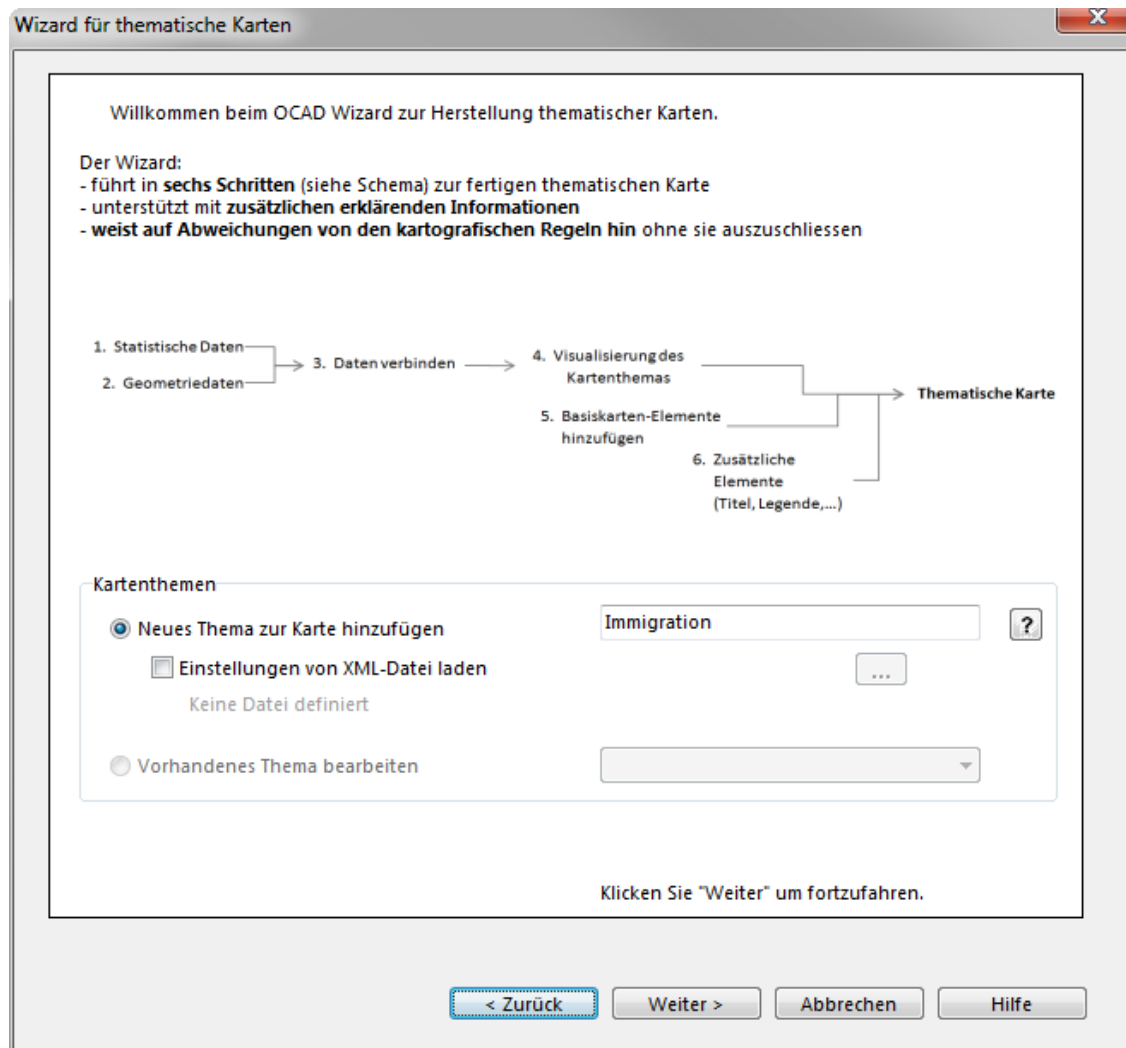 Wizard für thematische Karten
X
Willkommen beim OCAD Wizard zur Herstellung thematischer Karten.
Der Wizard:
- führt in sechs Schritten (siehe Schema) zur fertigen thematischen Karte
- unterstützt mit zusätzlichen erklärenden Informationen
- weist auf Abweichungen von den kartografischen Regeln hin ohne sie auszuschliessen
1. Statistische Daten
2. Geometriedaten
3. Daten verbinden
4. Visualisierung des
Kartenthemas
Thematische Karte
5. Basiskarten-Elemente
hinzufügen
6. Zusätzliche
Elemente
(Titel, Legende,...)
Kartenthemen
Neues Thema zur Karte hinzufügen
Immigration
?
Einstellungen von XML-Datei laden
...
Keine Datei definiert
Vorhandenes Thema bearbeiten
Klicken Sie "Weiter" um fortzufahren.
< Zurück
Weiter >
Abbrechen
Hilfe